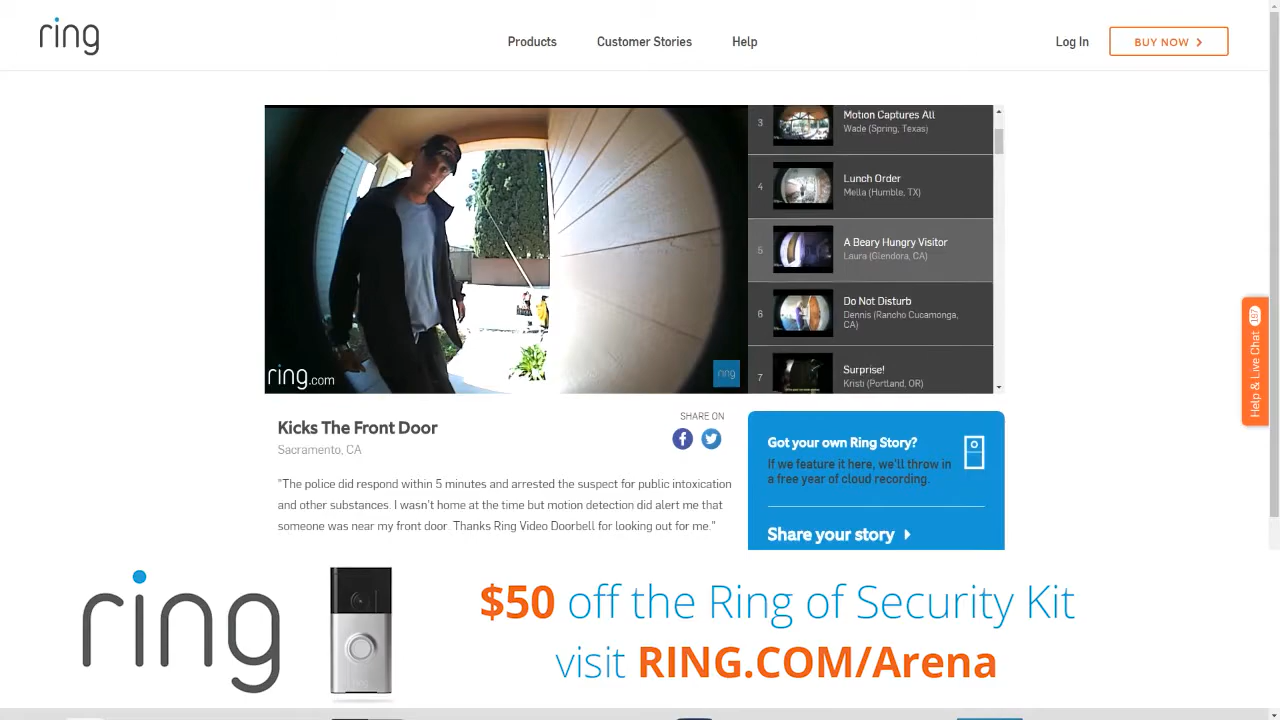 ring
Products
Customer Stories
Help
Log In
BUY NOW
3
Motion Captures All
Wade (Spring, Texas)
4
Lunch Order
Mella (Humble, TX)
5
A Beary Hungry Visitor
Laura (Glendora, CA)
6
Do Not Disturb
Dennis (Rancho Cucamonga,
CA)
7
Surprise!
Kristi (Portland, OR)
ring.com
ring
Help & Live Chat 197
Kicks The Front Door
Sacramento, CA
SHARE ON
"The police did respond within 5 minutes and arrested the suspect for public intoxication
and other substances. I wasn't home at the time but motion detection did alert me that
someone was near my front door. Thanks Ring Video Doorbell for looking out for me."
Got your own Ring Story?
If we feature it here, we'll throw in
a free year of cloud recording.
Share your story
ring
ring
$50 off the Ring of Security Kit
visit RING.COM/Arena